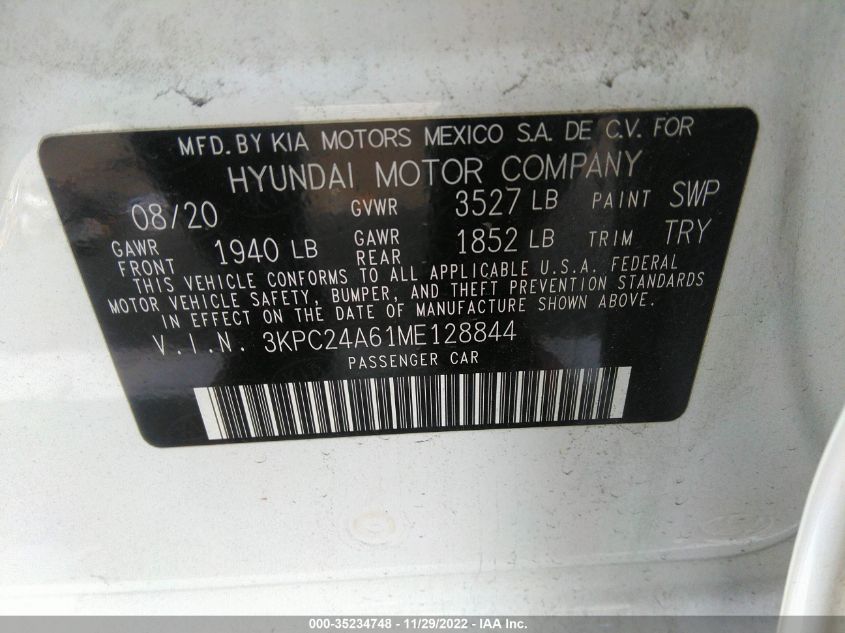 MFD. BY KIA MOTORS MEXICO S.A. DE C.V. FOR
HYUNDAI MOTOR COMPANY
08/20 GVWR 3527 LB PAINT SWP
GAWR FRONT 1940 LB GAWR REAR 1852 LB TRIM TRY
THIS VEHICLE CONFORMS TO ALL APPLICABLE U.S.A. FEDERAL
MOTOR VEHICLE SAFETY, BUMPER, AND THEFT PREVENTION STANDARDS
IN EFFECT ON THE DATE OF MANUFACTURE SHOWN ABOVE.
V.I.N. 3KPC24A61ME128844
PASSENGER CAR
000-35234748 - 11/29/2022 - IAA Inc.